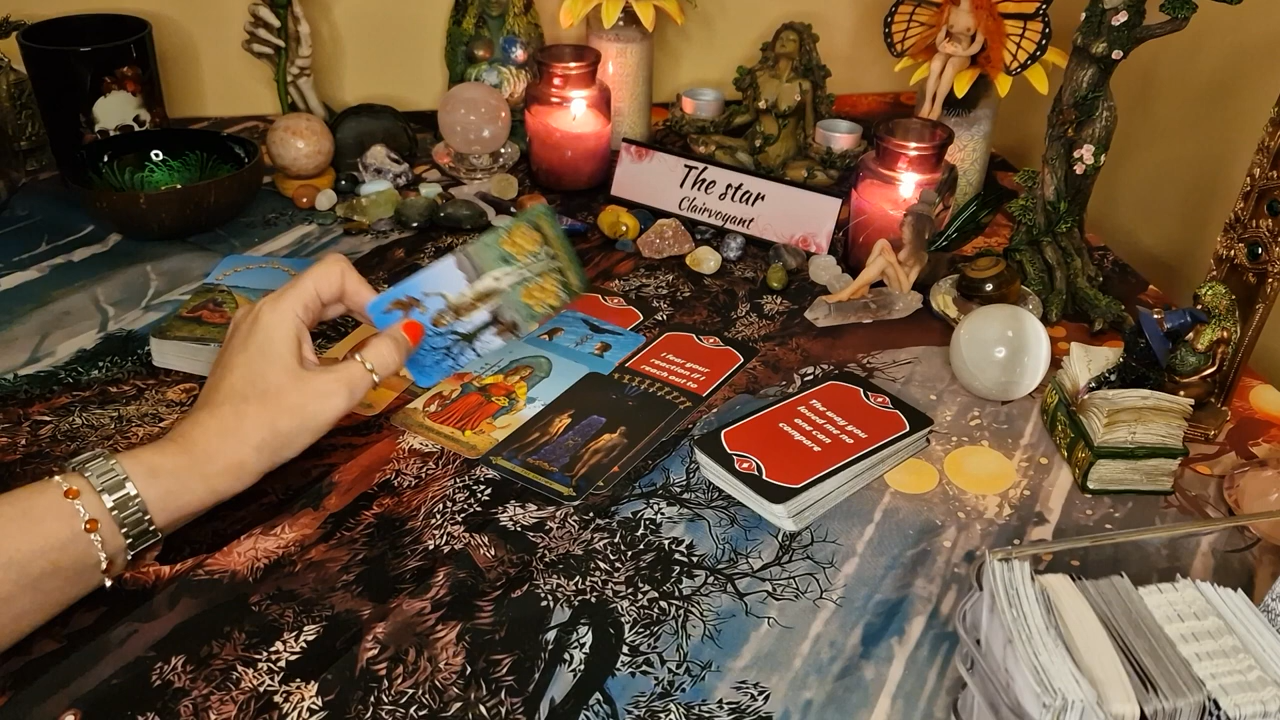 The star
Clairvoyant
I fear your
reaction if I
reach out to
The way you
loved me no
one can
compare